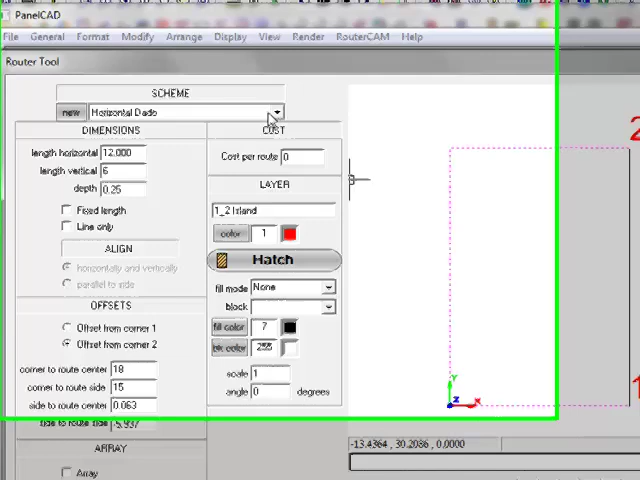 PanelCAD
File General Format Modify Arrange Display View Render RouterCAM Help
Router Tool
SCHEME
new Horizontal Dado
DIMENSIONS
length horizontal 12.000
length vertical 6
depth 0.25
Fixed length
Line only
ALIGN
horizontally and vertically
parallel to side
OFFSETS
Offset from corner 1
Offset from corner 2
corner to route center 18
corner to route side 15
side to route center 0.063
side to route side -5.937
ARRAY
Array
COST
Cost per route 0
LAYER
1_2 Island
color 1
Hatch
fill mode None
block
fill color 7
bk color 255
scale 1
angle 0 degrees
2
1
Y
Z X
-13.4364 , 30.2086 , 0.0000